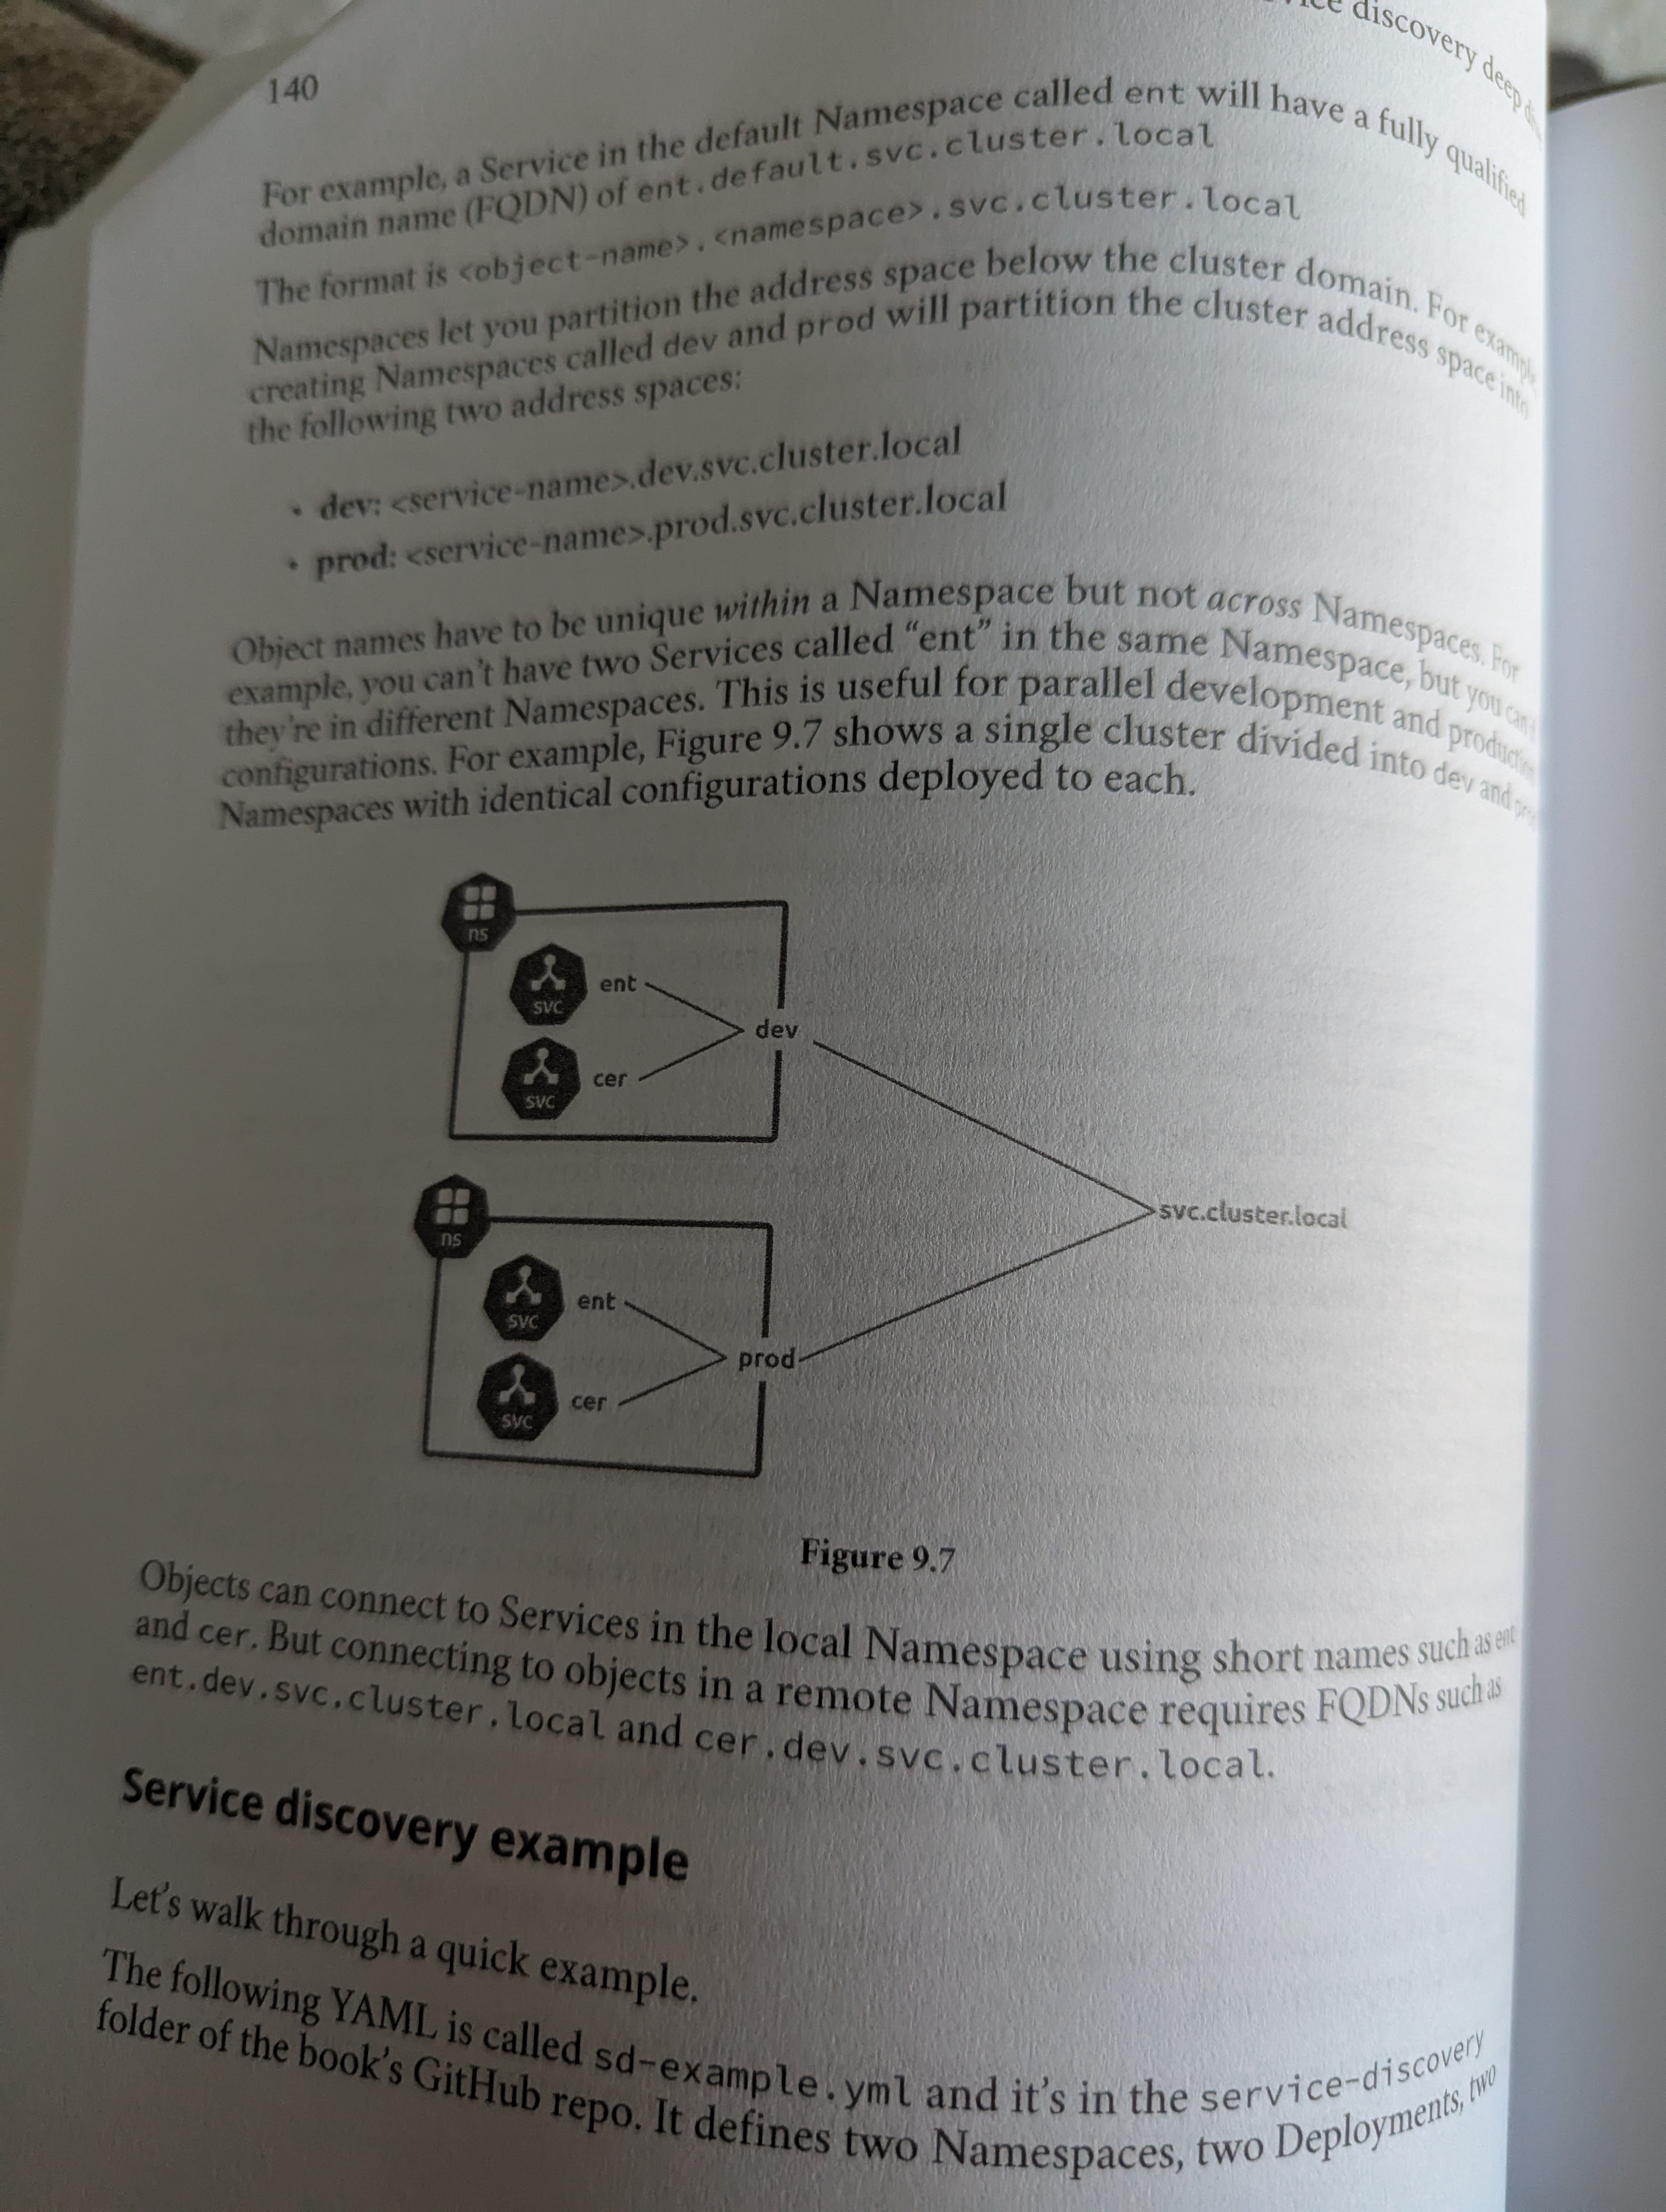 discovery deep
140
For example, a Service in the default Namespace called ent will have a fully qualified
domain name (FQDN) of ent.default.svc.cluster.local
The format is <object-name>.<namespace>.svc.cluster.local
Namespaces let you partition the address space below the cluster domain. For example,
creating Namespaces called dev and prod will partition the cluster address space into
the following two address spaces:
• dev: <service-name>.dev.svc.cluster.local
• prod: <service-name>.prod.svc.cluster.local
Object names have to be unique within a Namespace but not across Namespaces. For
example, you can't have two Services called “ent” in the same Namespace, but you can
they're in different Namespaces. This is useful for parallel development and production
configurations. For example, Figure 9.7 shows a single cluster divided into dev and
Namespaces with identical configurations deployed to each.
ns
svc ent
dev
svc cer
svc.cluster.local
ns
svc ent
prod
svc cer
Figure 9.7
Objects can connect to Services in the local Namespace using short names such as ent
and cer. But connecting to objects in a remote Namespace requires FQDNs such as
ent.dev.svc.cluster.local and cer.dev.svc.cluster.local.
Service discovery example
Let's walk through a quick example.
The following YAML is called sd-example.yml and it's in the service-discovery
folder of the book's GitHub repo. It defines two Namespaces, two Deployments, two